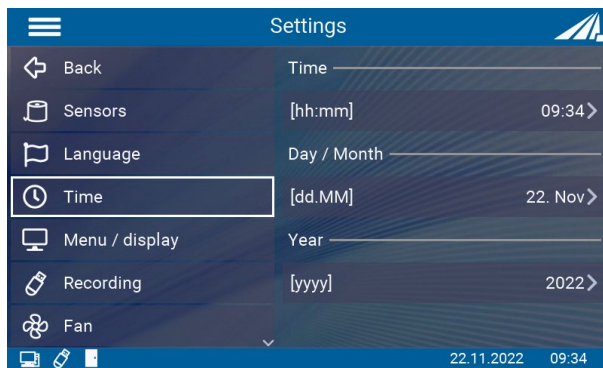 Settings
Back
Sensors
Language
Time
Menu / display
Recording
Fan
Time
[hh:mm] 09:34
Day / Month
[dd.MM] 22. Nov
Year
[yyyy] 2022
22.11.2022 09:34